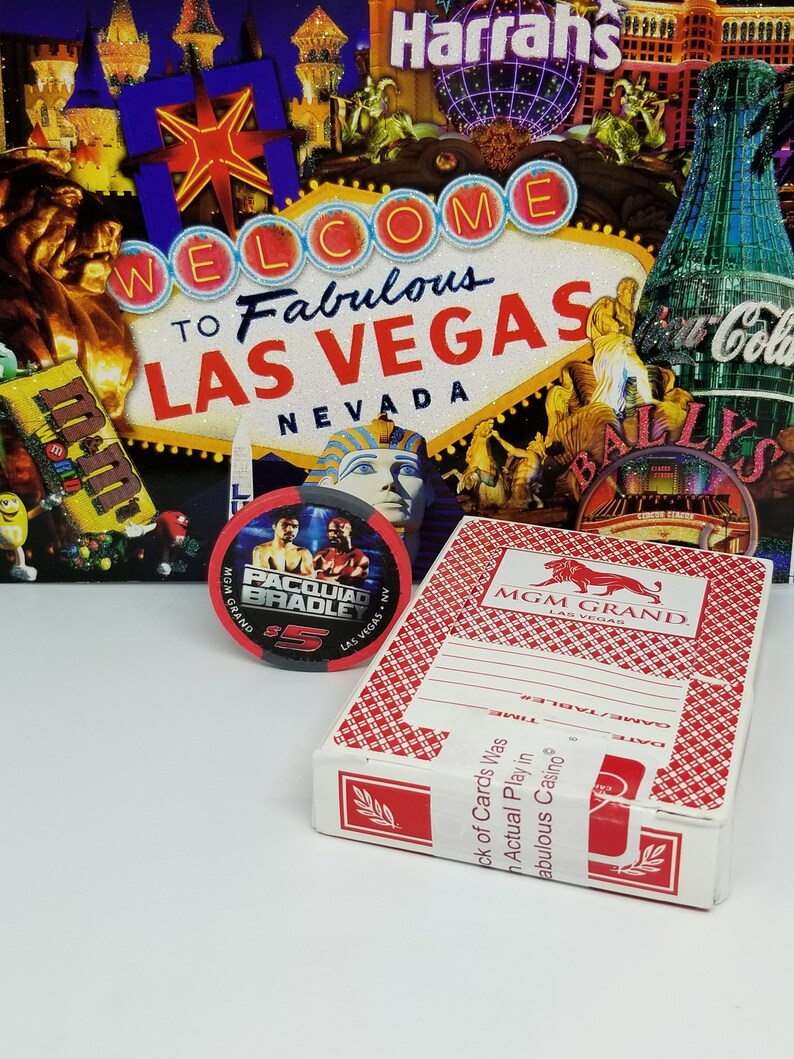 Harrah's
WELCOME
TO Fabulous
LAS VEGAS
NEVADA
Coca-Cola
m&m's
WORLD
BALLYS
CIRCUS CIRCUS
PACQUIAO
BRADLEY
MGM GRAND
$5
LAS VEGAS • NV
MGM GRAND
LAS VEGAS
GAME/TABLE#
DATE TIME
ck of Cards Was
n Actual Play in
abulous Casino©